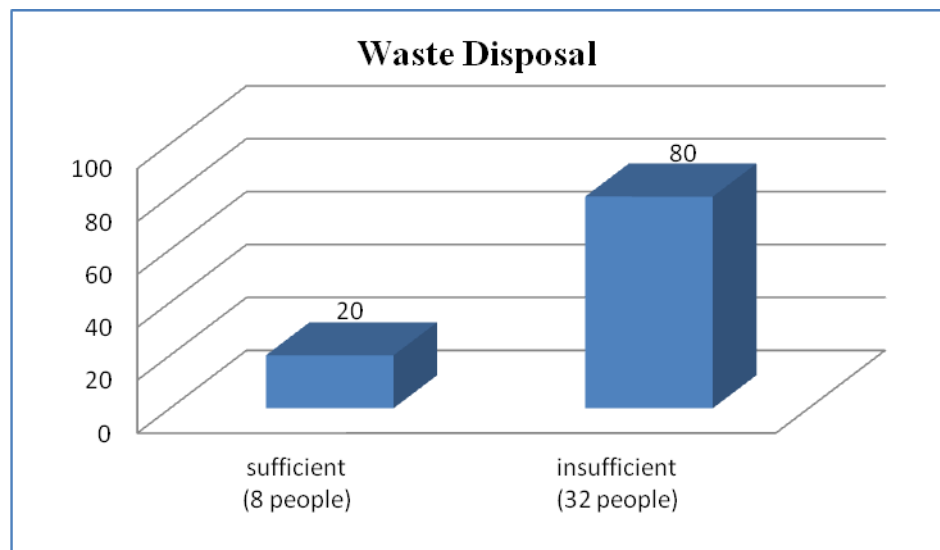 Waste Disposal
100
80
60
40
20
0
20
80
sufficient
(8 people)
insufficient
(32 people)